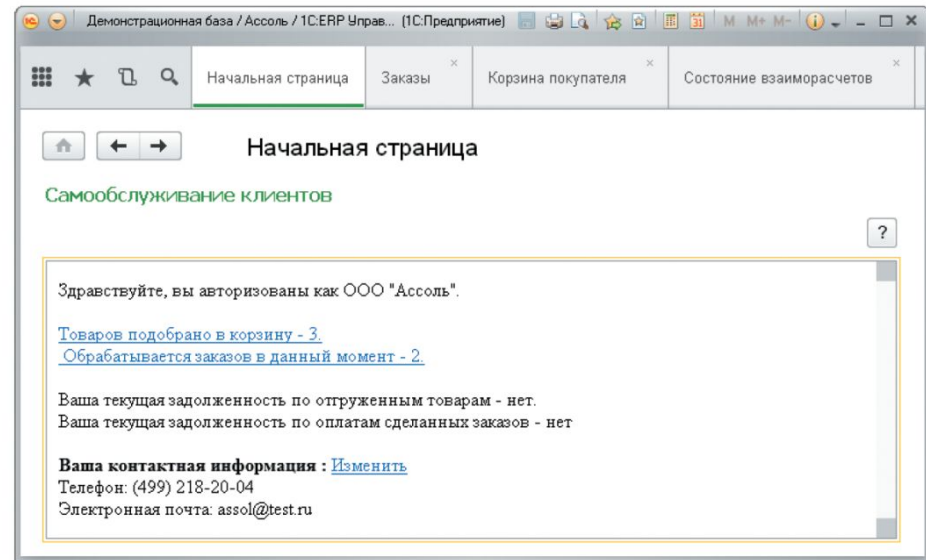 Демонстрационная база / Ассоль / 1С:ERP Управ... (1С:Предприятие)
M M+ M-
31
Начальная страница
Заказы
Корзина покупателя
Состояние взаиморасчетов
Начальная страница
Самообслуживание клиентов
?
Здравствуйте, вы авторизованы как ООО "Ассоль".
Товаров подобрано в корзину - 3.
Обрабатывается заказов в данный момент - 2.
Ваша текущая задолженность по отгруженным товарам - нет.
Ваша текущая задолженность по оплатам сделанных заказов - нет
Ваша контактная информация : Изменить
Телефон: (499) 218-20-04
Электронная почта: assol@test.ru